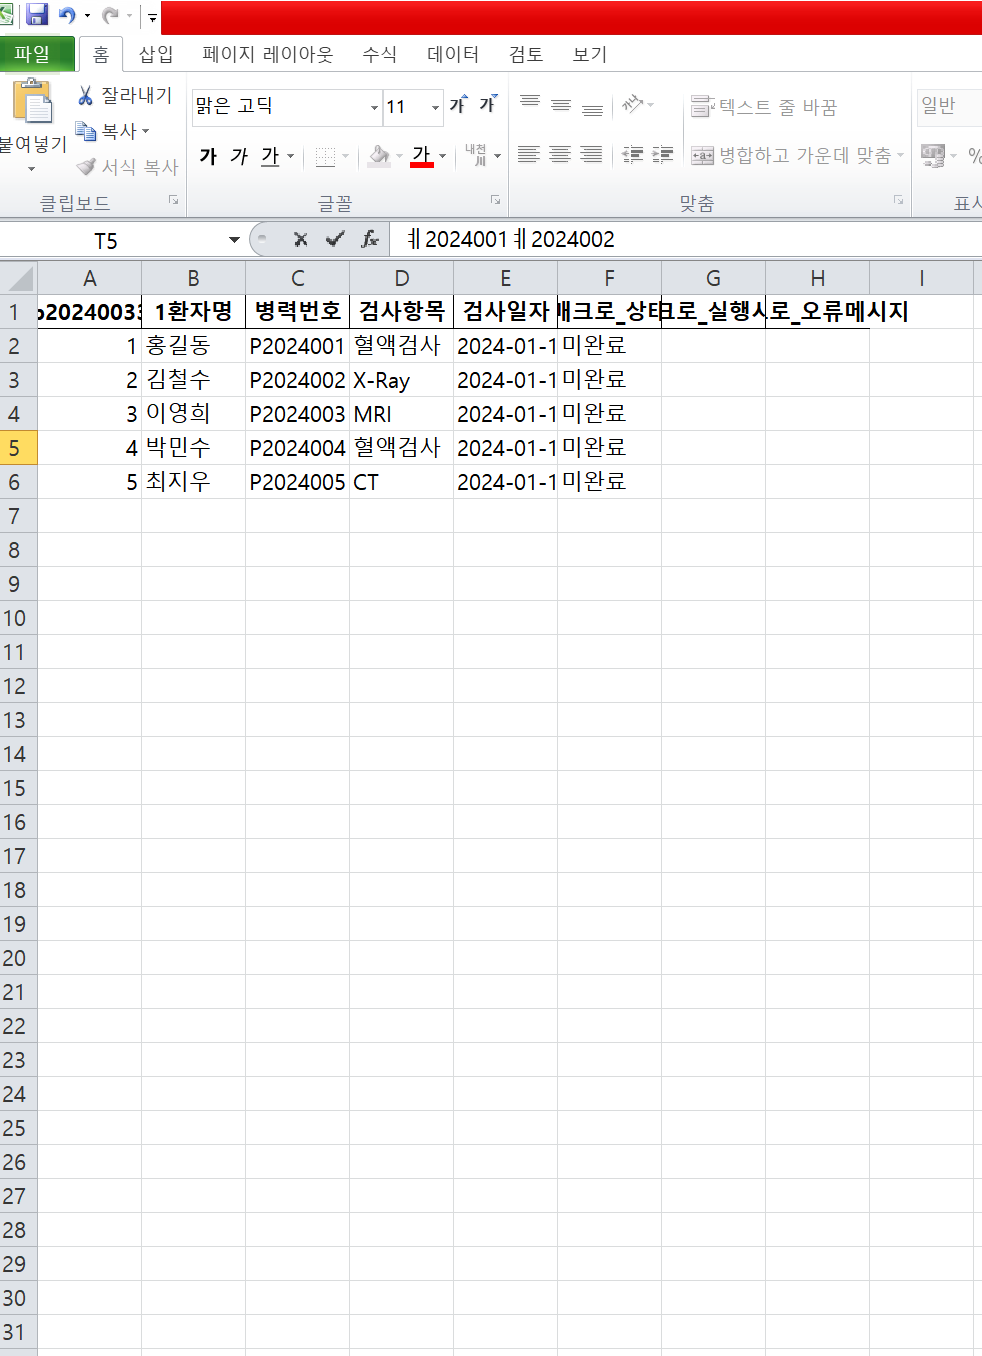 파일 홈 삽입 페이지 레이아웃 수식 데이터 검토 보기
붙여넣기
잘라내기
복사
서식 복사
클립보드
맑은 고딕 11 가 가
가 가 가 가 내천 川
글꼴
텍스트 줄 바꿈
병합하고 가운데 맞춤
맞춤
일반
%
표시
T5 fx ㅖ2024001ㅖ2024002
A B C D E F G H I
1 p2024003 1환자명 병력번호 검사항목 검사일자 매크로_상태 크로_실행시 로_오류메시지
2 1 홍길동 P2024001 혈액검사 2024-01-1 미완료
3 2 김철수 P2024002 X-Ray 2024-01-1 미완료
4 3 이영희 P2024003 MRI 2024-01-1 미완료
5 4 박민수 P2024004 혈액검사 2024-01-1 미완료
6 5 최지우 P2024005 CT 2024-01-1 미완료
7
8
9
10
11
12
13
14
15
16
17
18
19
20
21
22
23
24
25
26
27
28
29
30
31